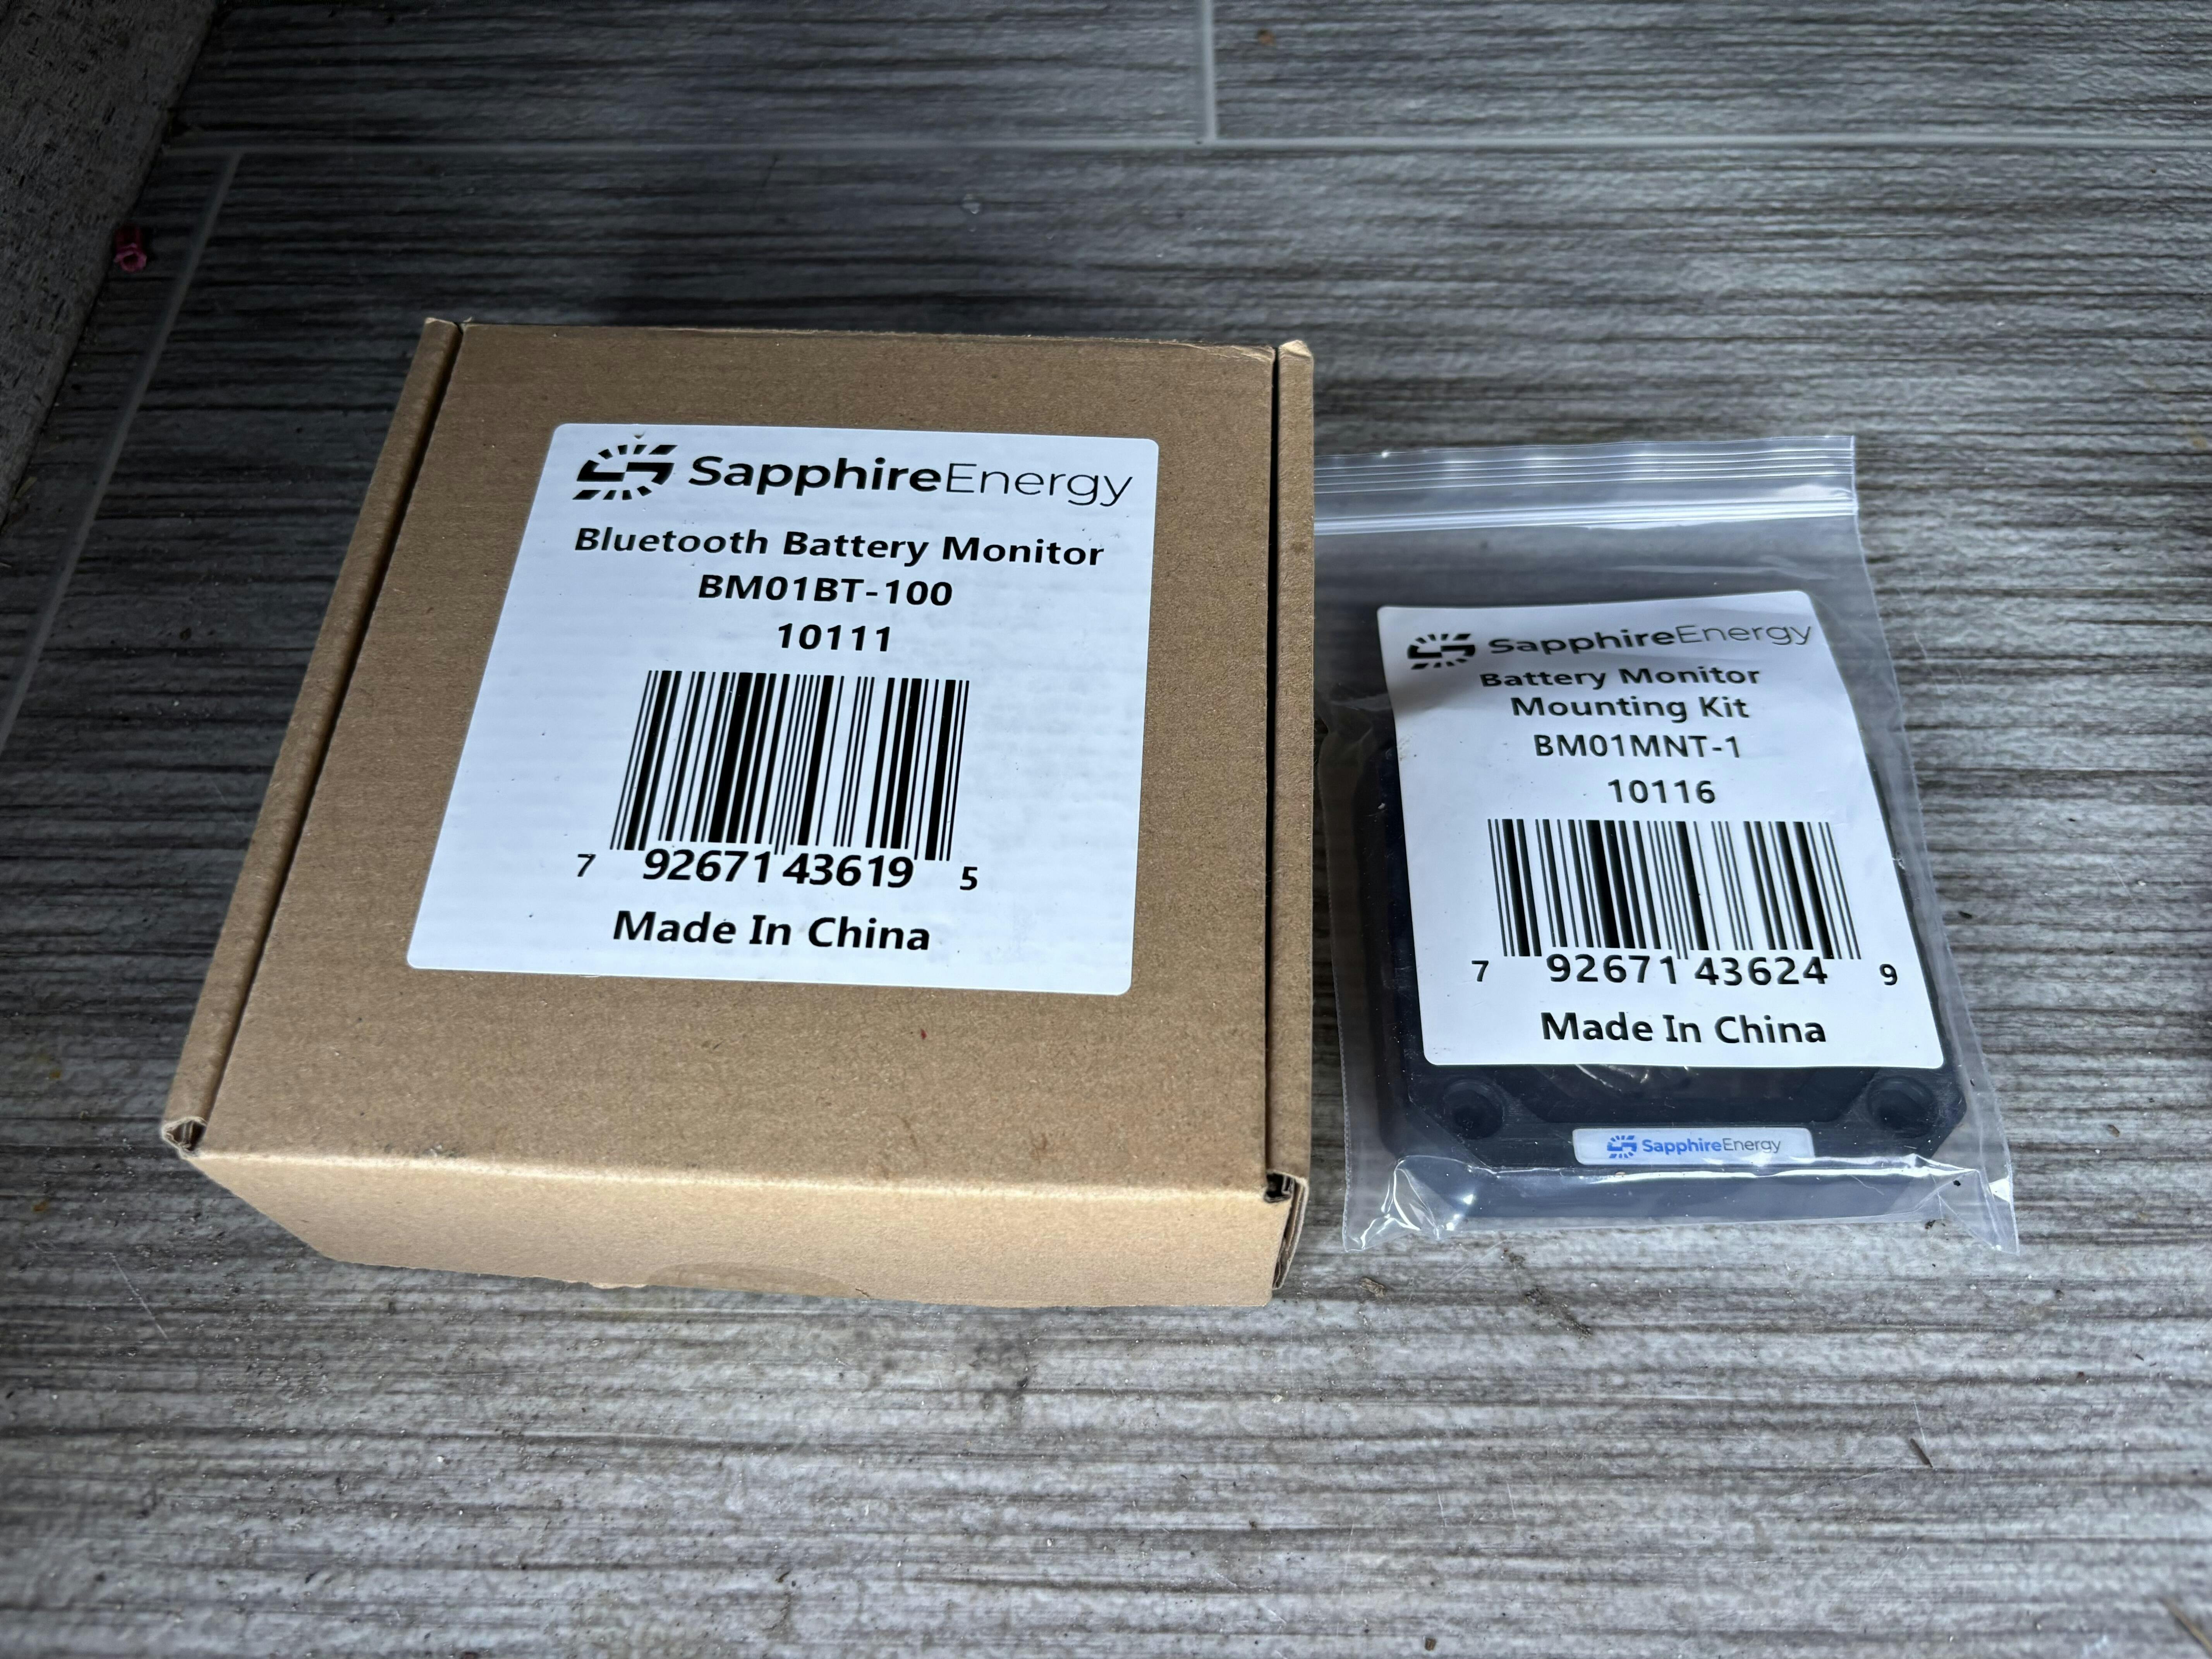 SapphireEnergy
Bluetooth Battery Monitor
BM01BT-100
10111
7 92671 43619 5
Made In China
SapphireEnergy
Battery Monitor
Mounting Kit
BM01MNT-1
10116
7 92671 43624 9
Made In China
SapphireEnergy